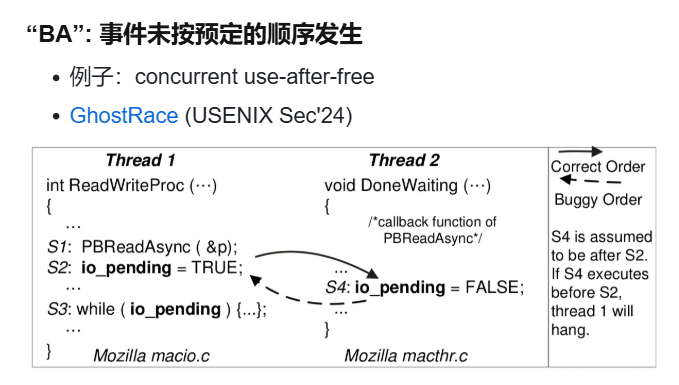 “BA”: 事件未按预定的顺序发生
• 例子：concurrent use-after-free
• GhostRace (USENIX Sec'24)
Thread 1
int ReadWriteProc (…)
{
…
S1: PBReadAsync ( &p);
S2: io_pending = TRUE;
…
S3: while ( io_pending ) {...};
…
}
Mozilla macio.c
Thread 2
void DoneWaiting (…)
{
/*callback function of
PBReadAsync*/
...
S4: io_pending = FALSE;
...
}
Mozilla macthr.c
Correct Order
Buggy Order
S4 is assumed
to be after S2.
If S4 executes
before S2,
thread 1 will
hang.